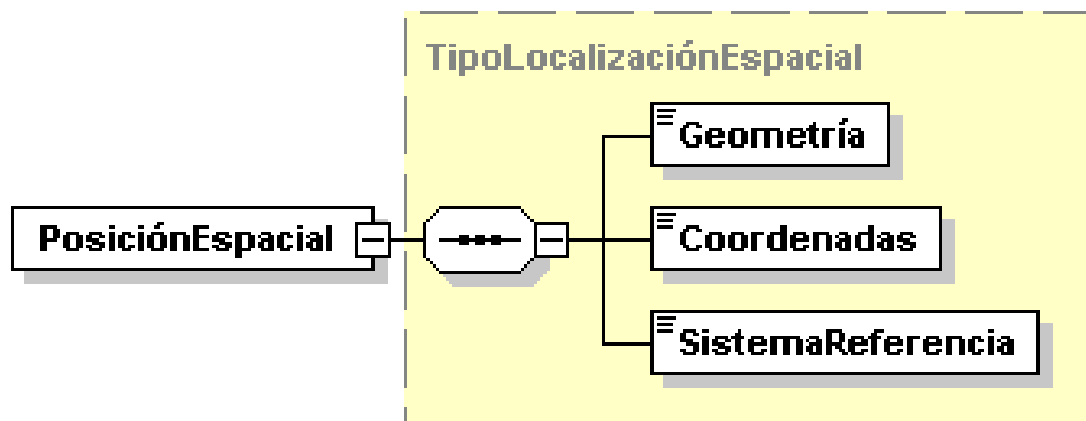 TipoLocalizaciónEspacial
Geometría
PosiciónEspacial
Coordenadas
SistemaReferencia